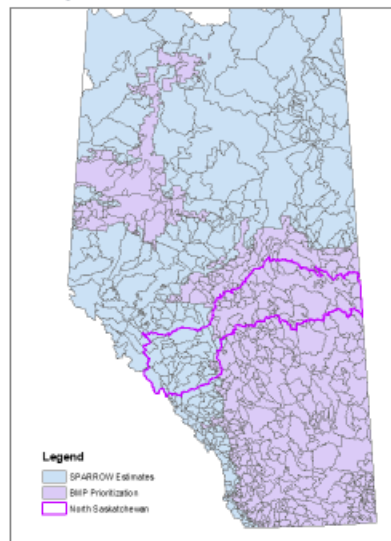 Legend
SPARROW Estimates
BMP Prioritization
North Saskatchewan